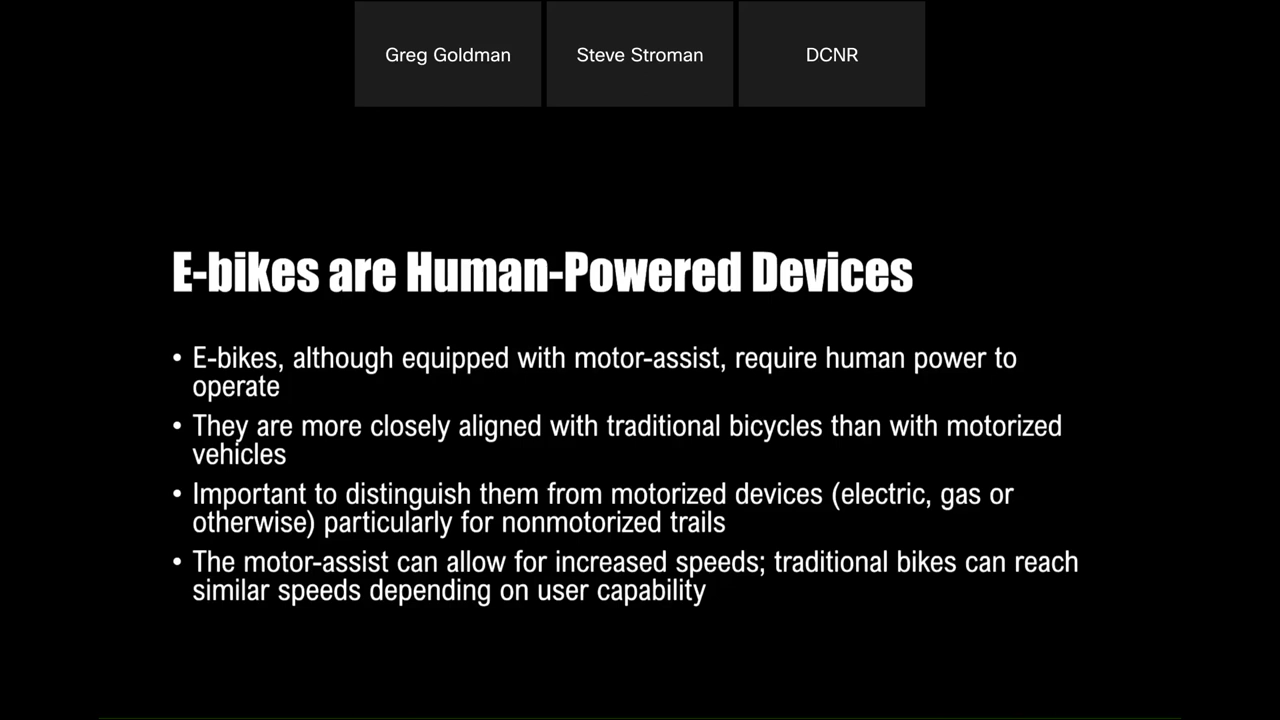 Greg Goldman
Steve Stroman
DCNR
E-bikes are Human-Powered Devices
• E-bikes, although equipped with motor-assist, require human power to
operate
• They are more closely aligned with traditional bicycles than with motorized
vehicles
• Important to distinguish them from motorized devices (electric, gas or
otherwise) particularly for nonmotorized trails
• The motor-assist can allow for increased speeds; traditional bikes can reach
similar speeds depending on user capability